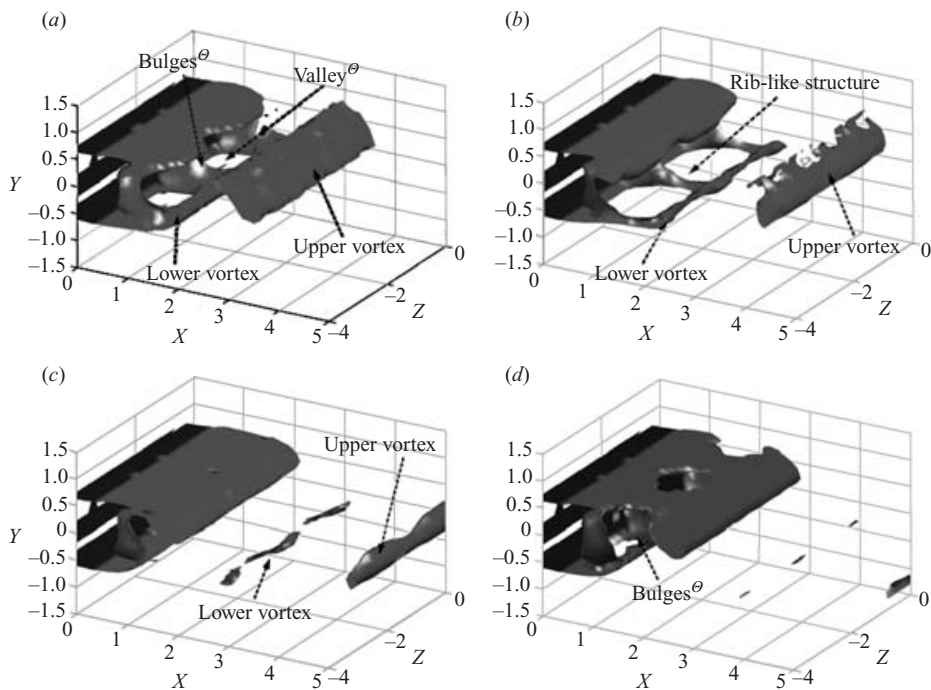 (a)
Bulges^Θ
Valley^Θ
1.5
1.0
0.5
Y 0
–0.5
–1.0
–1.5
Upper vortex
Lower vortex
0
–2
Z
0 1 2 3 4 5 –4
X
(b)
Rib-like structure
1.5
1.0
0.5
0
–0.5
–1.0
–1.5
Upper vortex
Lower vortex
0
–2
Z
0 1 2 3 4 5 –4
X
(c)
Upper vortex
1.5
1.0
0.5
Y 0
–0.5
–1.0
–1.5
Lower vortex
0
–2
Z
0 1 2 3 4 5 –4
X
(d)
1.5
1.0
0.5
0
–0.5
–1.0
–1.5
Bulges^Θ
0
–2
Z
0 1 2 3 4 5 –4
X